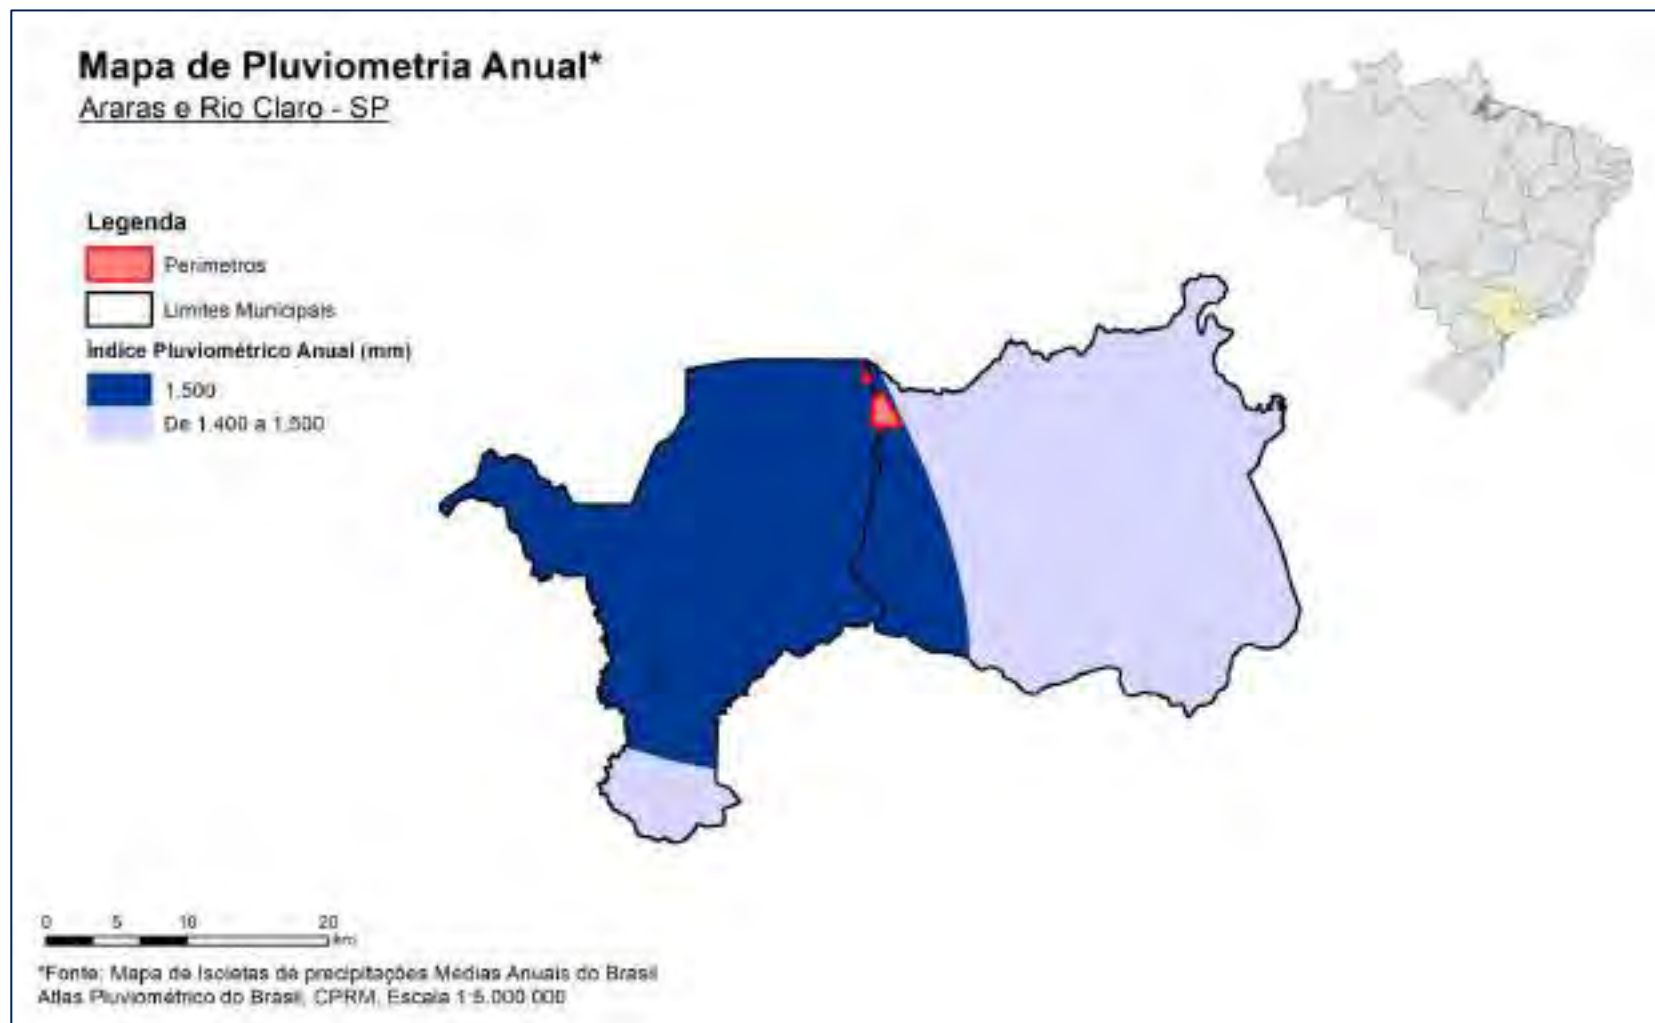 Mapa de Pluviometria Anual*
Araras e Rio Claro - SP
Legenda
Perímetros
Limites Municipais
Índice Pluviométrico Anual (mm)
1.500
De 1.400 a 1.500
0 5 10 20
km
*Fonte: Mapa de Isoietas de precipitações Médias Anuais do Brasil
Atlas Pluviométrico do Brasil, CPRM, Escala 1:5.000.000